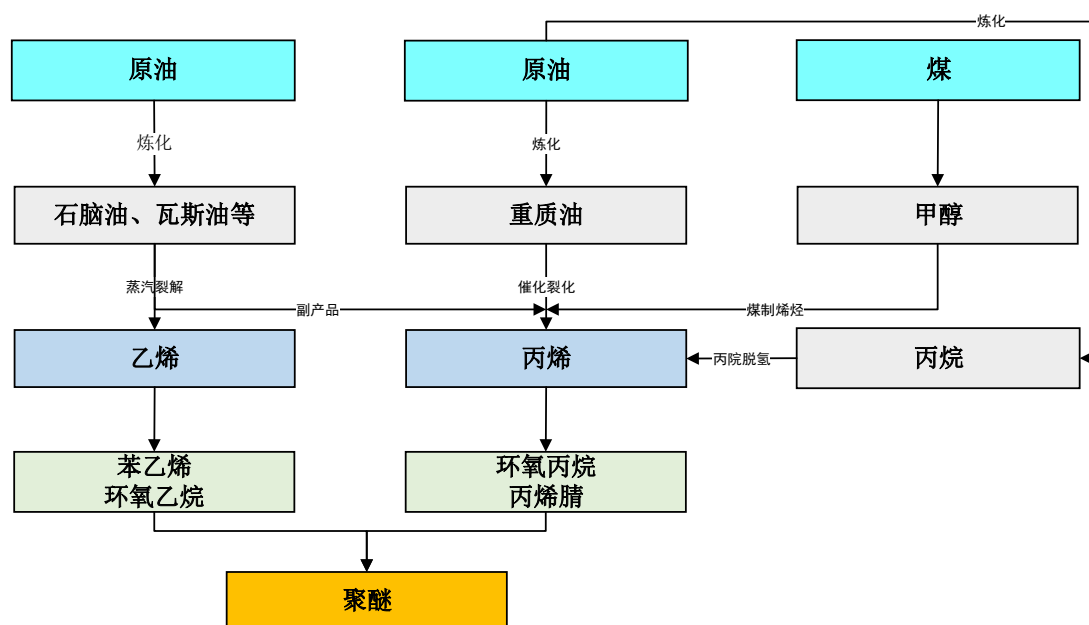 炼化
原油
原油
煤
炼化
炼化
石脑油、瓦斯油等
重质油
甲醇
蒸汽裂解
催化裂化
副产品
煤制烯烃
乙烯
丙烯
丙院脱氢
丙烷
苯乙烯
环氧乙烷
环氧丙烷
丙烯腈
聚醚